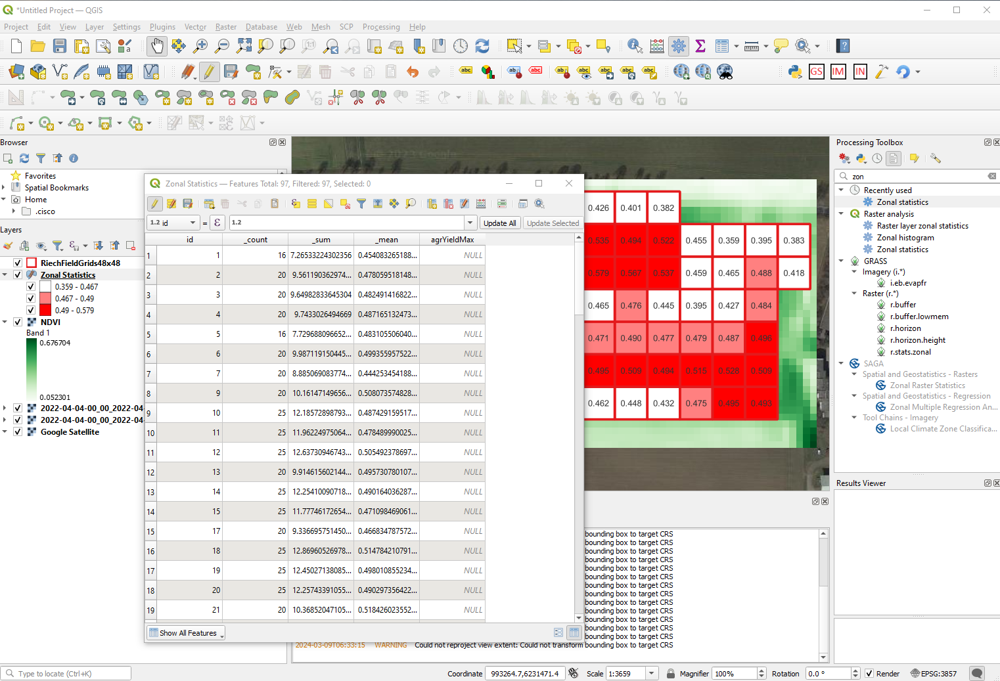 *Untitled Project — QGIS
Project Edit View Layer Settings Plugins Vector Raster Database Web Mesh SCP Processing Help
Browser
Favorites
Spatial Bookmarks
Home
.cisco
Layers
RiechFieldGrids48x48
Zonal Statistics
0.359 - 0.467
0.467 - 0.49
0.49 - 0.579
NDVI
Band 1
0.676704
0.052301
2022-04-04-00_00_2022-04-
2022-04-04-00_00_2022-04-
Google Satellite
Zonal Statistics — Features Total: 97, Filtered: 97, Selected: 0
1.2 id = ε 1.2 Update All Update Selected
id _count _sum _mean agrYieldMax
1 1 16 7.26533224302356 0.454083265188... NULL
2 2 20 9.561190362974... 0.478059518148... NULL
3 3 20 9.64982833645304 0.482491416822... NULL
4 4 20 9.7433026494669 0.487165132473... NULL
5 5 16 7.729688096652... 0.483105506040... NULL
6 6 20 9.987119150445... 0.499355957522... NULL
7 7 20 8.885069083774... 0.444253454188... NULL
8 9 20 10.16147149656... 0.508073574828... NULL
9 10 25 12.18572898793... 0.487429159517... NULL
10 11 25 11.96224975064... 0.478489990025... NULL
11 12 25 12.63730946743... 0.505492378697... NULL
12 13 20 9.914615602144... 0.495730780107... NULL
13 14 25 12.25410090718... 0.490164036287... NULL
14 15 25 11.77746172654... 0.471098469061... NULL
15 17 20 9.336695751450... 0.466834787572... NULL
16 18 25 12.86960526978... 0.514784210791... NULL
17 19 25 12.45027138085... 0.498010855234... NULL
18 20 25 12.25743391055... 0.490297356422... NULL
19 21 20 10.36852047105... 0.518426023552... NULL
Show All Features
0.426 0.401 0.382
0.535 0.494 0.522 0.455 0.359 0.395 0.383
0.579 0.567 0.537 0.459 0.465 0.488 0.418
0.465 0.476 0.445 0.395 0.427 0.484
0.471 0.490 0.477 0.479 0.487 0.496
0.495 0.509 0.494 0.515 0.528 0.509
0.462 0.448 0.432 0.475 0.495 0.493
bounding box to target CRS
bounding box to target CRS
bounding box to target CRS
bounding box to target CRS
bounding box to target CRS
bounding box to target CRS
bounding box to target CRS
bounding box to target CRS
bounding box to target CRS
bounding box to target CRS
bounding box to target CRS
bounding box to target CRS
bounding box to target CRS
2024-03-09T06:33:15 WARNING Could not reproject view extent: Could not transform bounding box to target CRS
Processing Toolbox
zon
Recently used
Zonal statistics
Raster analysis
Raster layer zonal statistics
Zonal histogram
Zonal statistics
GRASS
Imagery (i.*)
i.eb.evapfr
Raster (r.*)
r.buffer
r.buffer.lowmem
r.horizon
r.horizon.height
r.stats.zonal
SAGA
Spatial and Geostatistics - Rasters
Zonal Raster Statistics
Spatial and Geostatistics - Regression
Zonal Multiple Regression An...
Tool Chains - Imagery
Local Climate Zone Classifica...
Results Viewer
Type to locate (Ctrl+K) Coordinate 993264.7,6231471.4 Scale 1:3659 Magnifier 100% Rotation 0.0 ° Render EPSG:3857